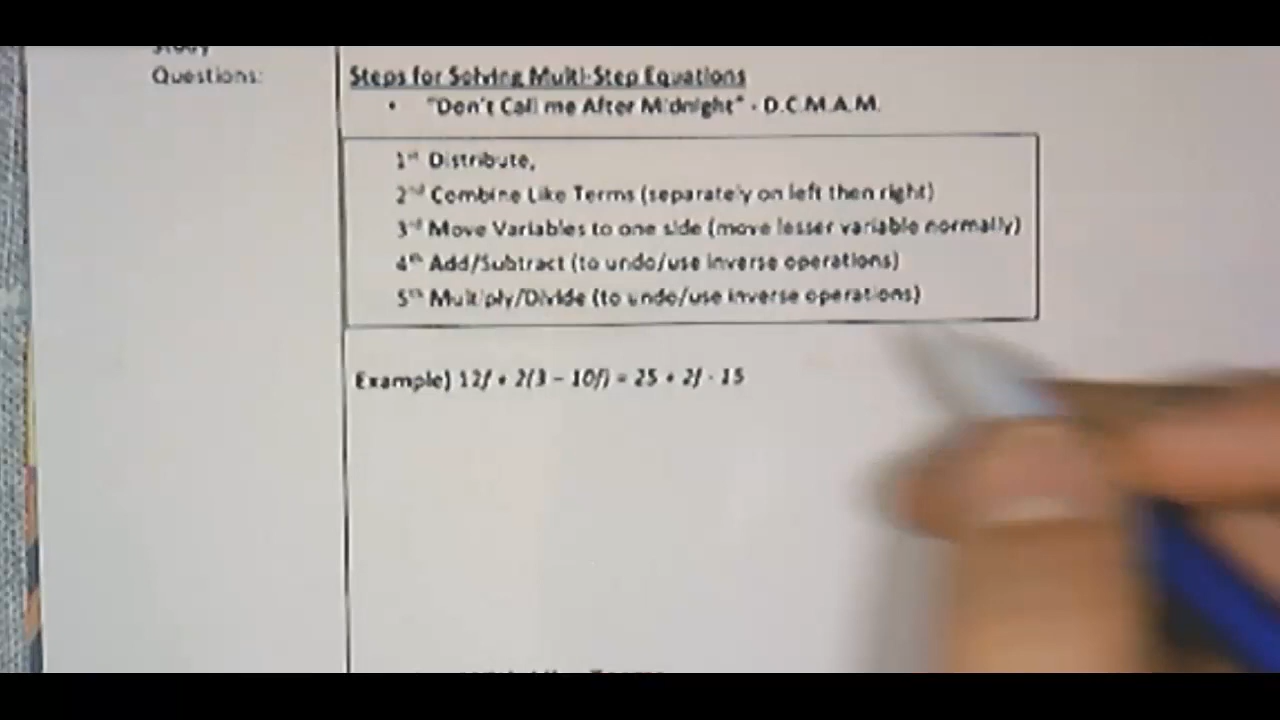 Study
Questions:
Steps for Solving Multi-Step Equations
• "Don't Call me After Midnight" - D.C.M.A.M.
1st Distribute,
2nd Combine Like Terms (separately on left then right)
3rd Move Variables to one side (move lesser variable normally)
4th Add/Subtract (to undo/use inverse operations)
5th Multiply/Divide (to undo/use inverse operations)
Example) 12f + 2(3 – 10f) = 25 + 2f - 15